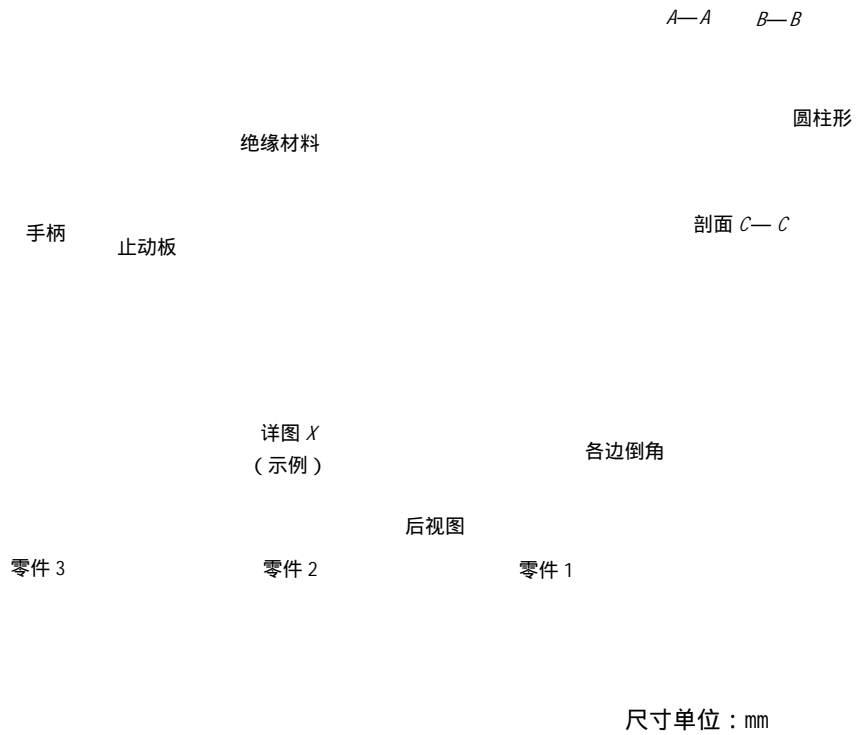 A—A B—B
圆柱形
绝缘材料
剖面 C— C
手柄
止动板
详图 X
(示例)
各边倒角
后视图
零件 3 零件 2 零件 1
尺寸单位：mm